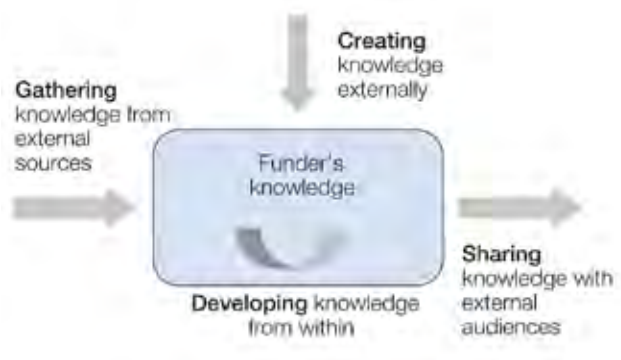 Creating
knowledge
externally
Gathering
knowledge from
external
sources
Funder's
knowledge
Sharing
knowledge with
external
audiences
Developing knowledge
from within